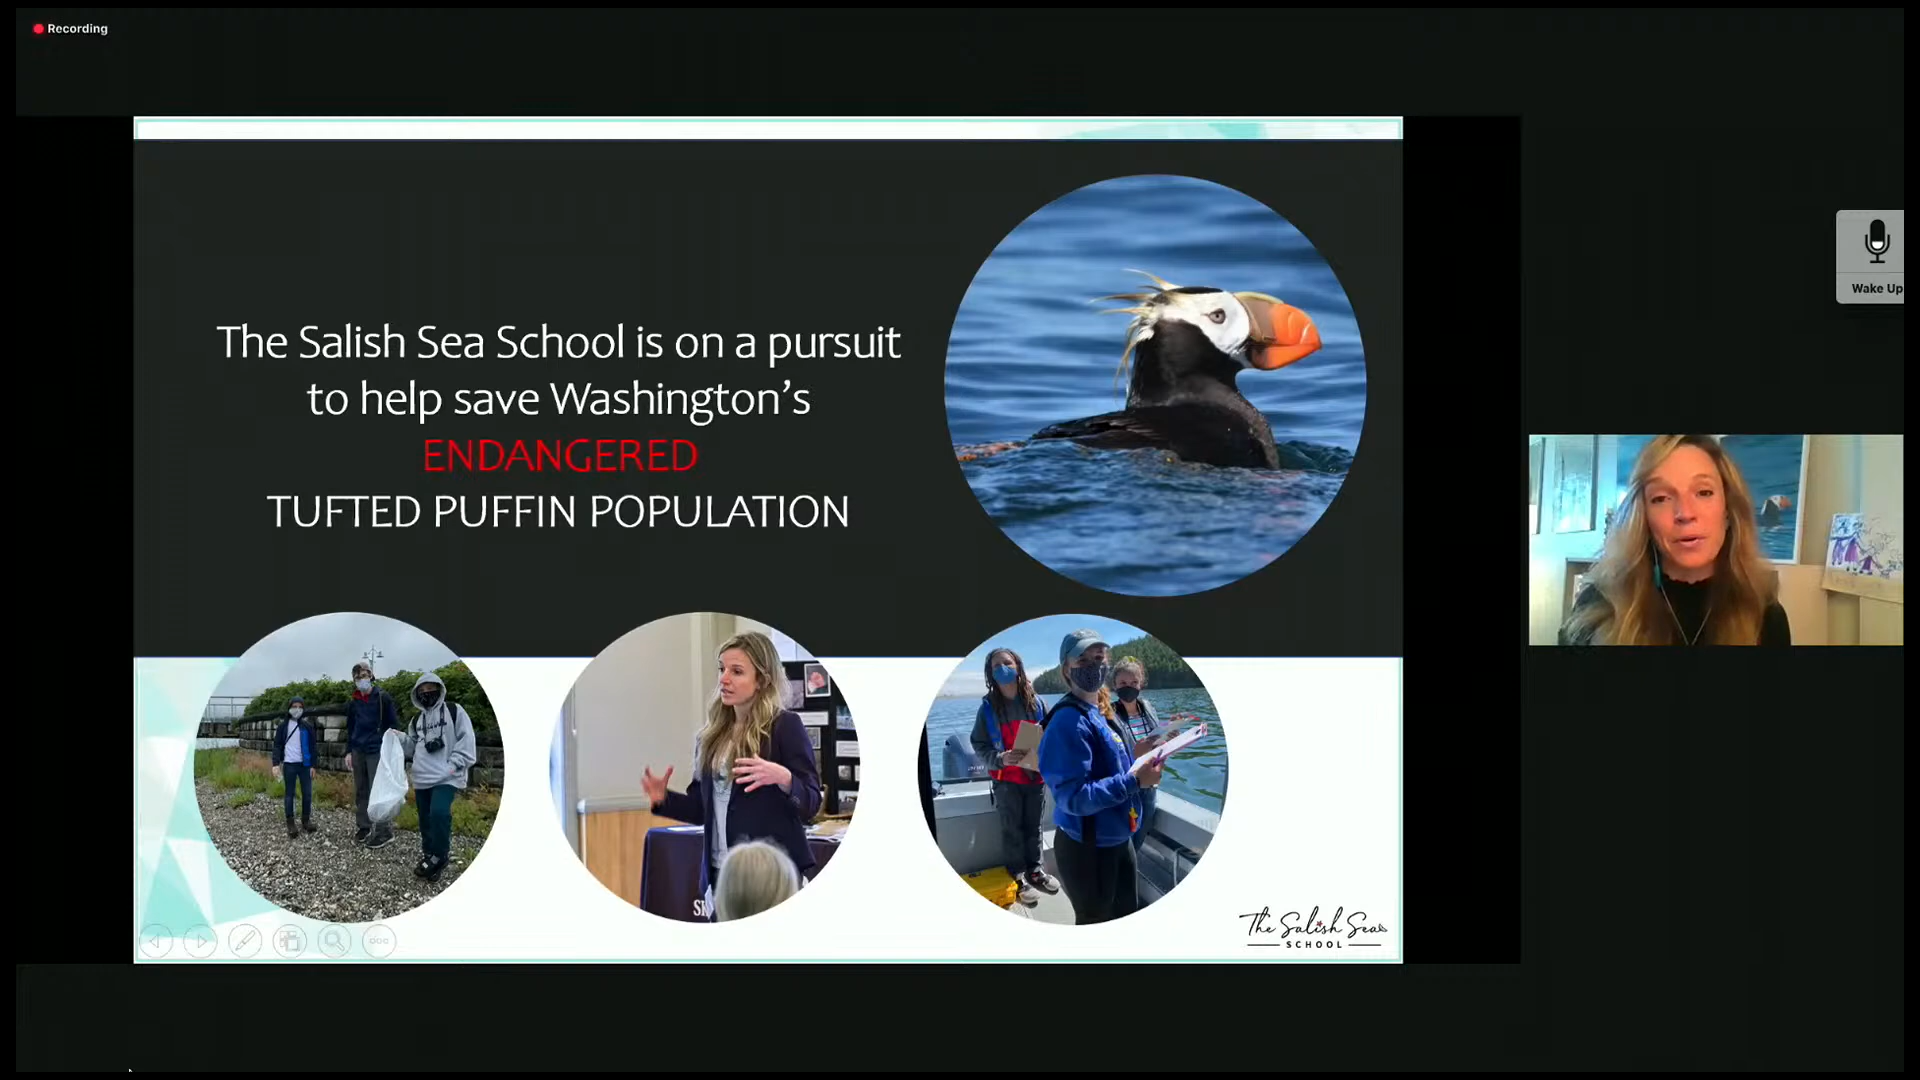 Recording
The Salish Sea School is on a pursuit
to help save Washington's
ENDANGERED
TUFTED PUFFIN POPULATION
Wake Up
The Salish Sea
SCHOOL